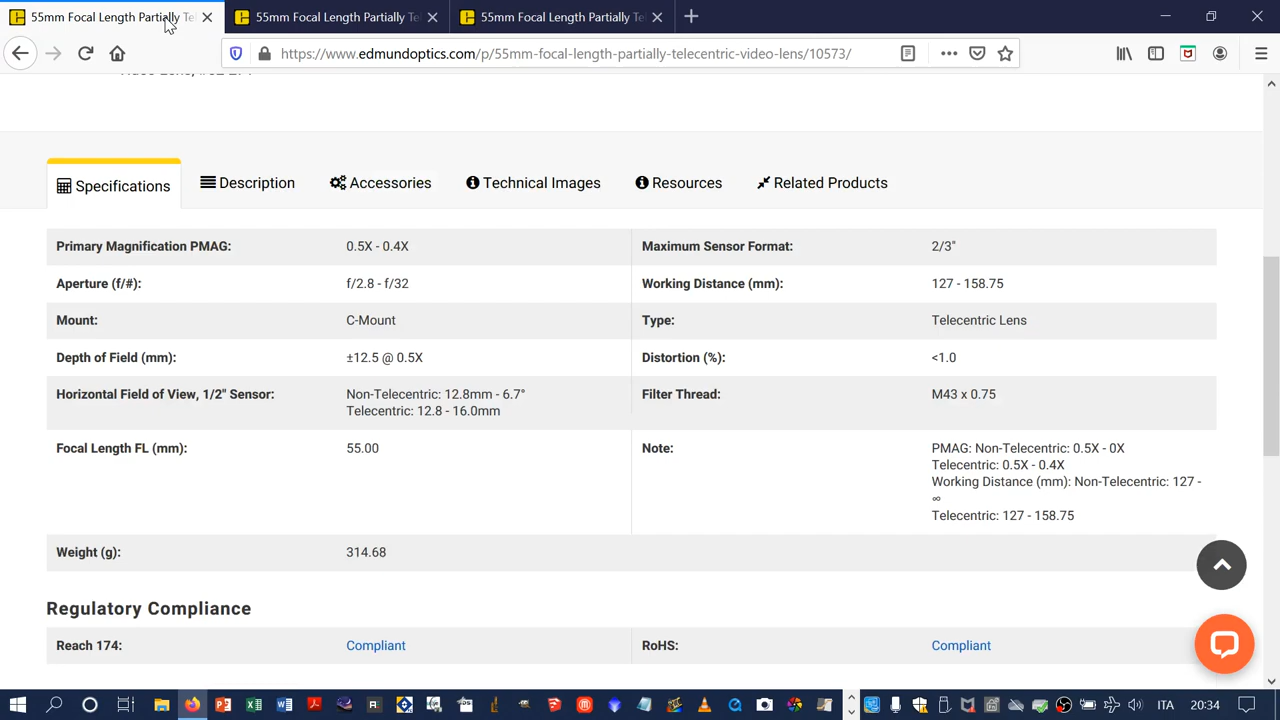 55mm Focal Length Partially Te
55mm Focal Length Partially Te
55mm Focal Length Partially Te
https://www.edmundoptics.com/p/55mm-focal-length-partially-telecentric-video-lens/10573/
Specifications
Description
Accessories
Technical Images
Resources
Related Products
Primary Magnification PMAG:
0.5X - 0.4X
Maximum Sensor Format:
2/3"
Aperture (f/#):
f/2.8 - f/32
Working Distance (mm):
127 - 158.75
Mount:
C-Mount
Type:
Telecentric Lens
Depth of Field (mm):
±12.5 @ 0.5X
Distortion (%):
<1.0
Horizontal Field of View, 1/2" Sensor:
Non-Telecentric: 12.8mm - 6.7°
Telecentric: 12.8 - 16.0mm
Filter Thread:
M43 x 0.75
Focal Length FL (mm):
55.00
Note:
PMAG: Non-Telecentric: 0.5X - 0X
Telecentric: 0.5X - 0.4X
Working Distance (mm): Non-Telecentric: 127 -
∞
Telecentric: 127 - 158.75
Weight (g):
314.68
Regulatory Compliance
Reach 174:
Compliant
RoHS:
Compliant
ITA
20:34